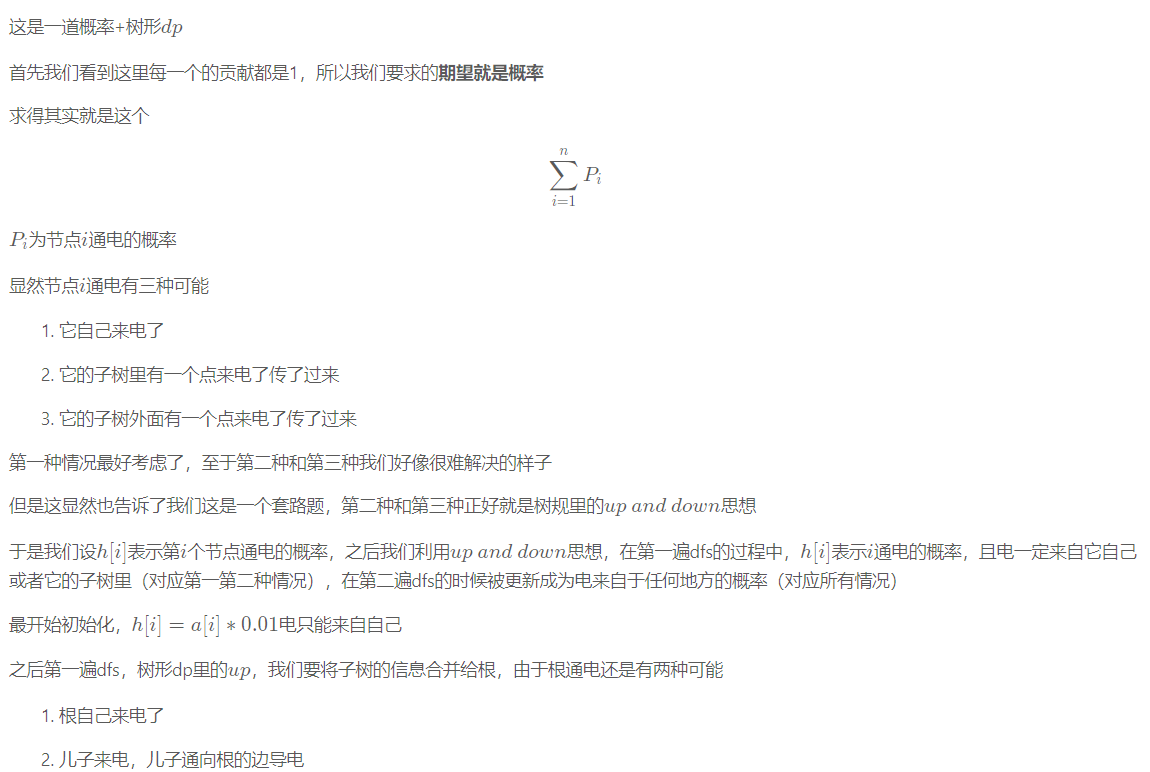 这是一道概率+树形dp
首先我们看到这里每一个的贡献都是1，所以我们要求的期望就是概率
求得其实就是这个
\sum_{i=1}^{n} P_i
P_i为节点i通电的概率
显然节点i通电有三种可能
1. 它自己来电了
2. 它的子树里有一个点来电了传了过来
3. 它的子树外面有一个点来电了传了过来
第一种情况最好考虑了，至于第二种和第三种我们好像很难解决的样子
但是这显然也告诉了我们这是一个套路题，第二种和第三种正好就是树规里的up and down思想
于是我们设h[i]表示第i个节点通电的概率，之后我们利用up and down思想，在第一遍dfs的过程中，h[i]表示i通电的概率，且电一定来自它自己
或者它的子树里（对应第一第二种情况），在第二遍dfs的时候被更新成为电来自于任何地方的概率（对应所有情况）
最开始初始化，h[i] = a[i] * 0.01电只能来自自己
之后第一遍dfs，树形dp里的up，我们要将子树的信息合并给根，由于根通电还是有两种可能
1. 根自己来电了
2. 儿子来电，儿子通向根的边导电